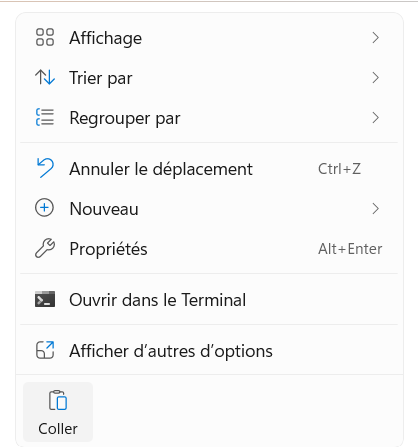 Affichage
Trier par
Regrouper par
Annuler le déplacement Ctrl+Z
Nouveau
Propriétés Alt+Enter
Ouvrir dans le Terminal
Afficher d’autres d’options
Coller